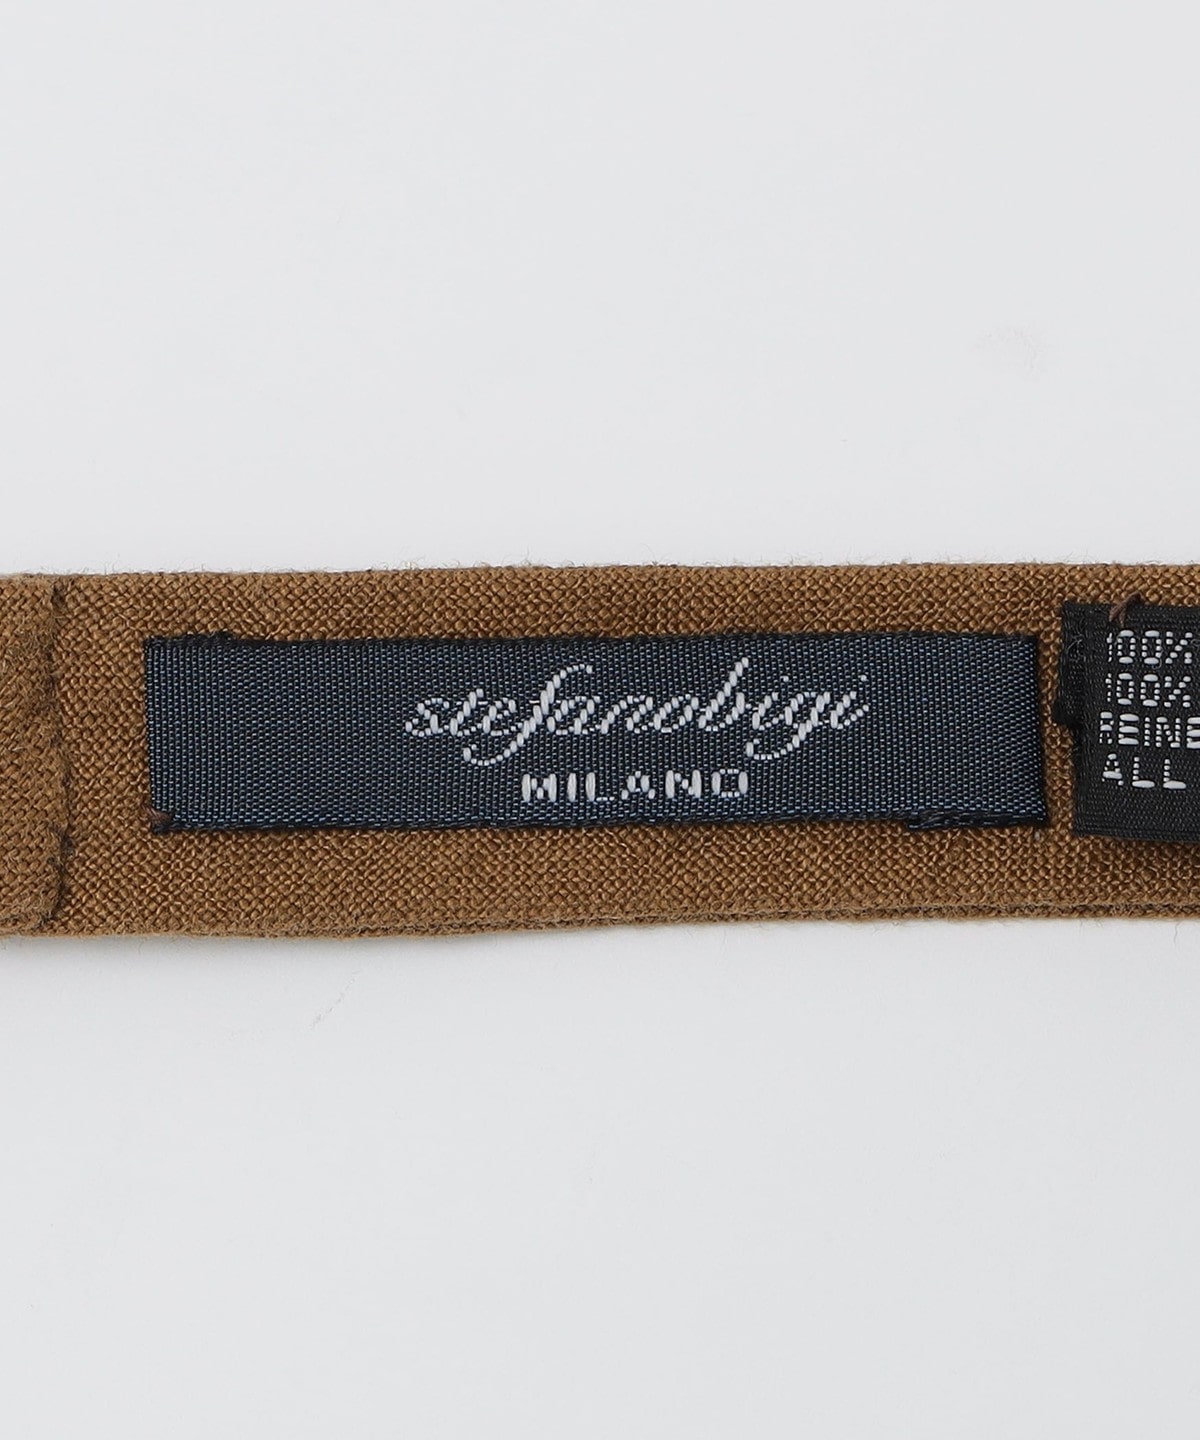 stefanobigi
MILANO
100%
100%
REINE
ALL